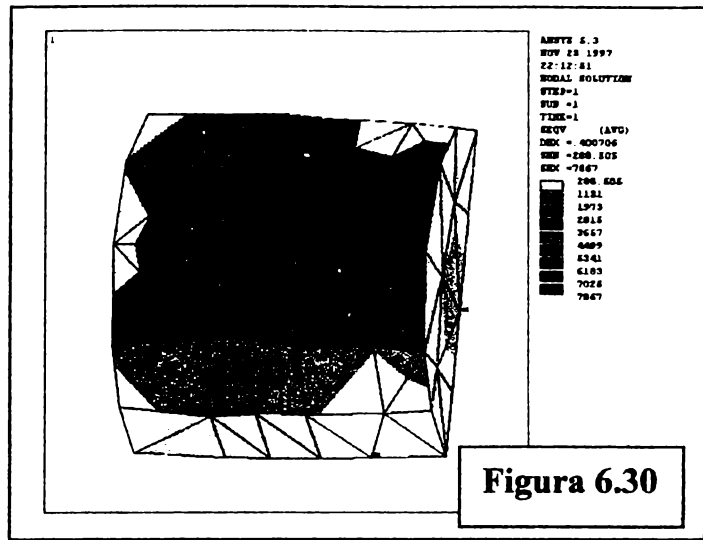 1
ANSYS 5.3
NOV 28 1997
22:12:51
NODAL SOLUTION
STEP=1
SUB =1
TIME=1
SEQV (AVG)
DMX =.400706
SMN =288.505
SMX =7867
288.505
1131
1973
2815
3657
4499
5341
6183
7025
7867
Figura 6.30